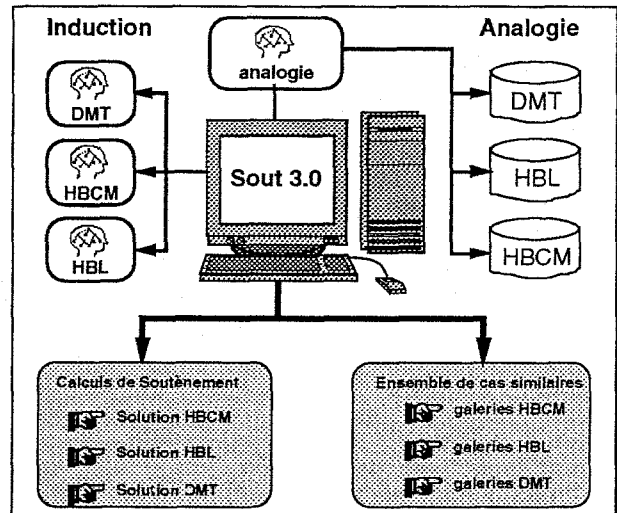 Induction
Analogie
analogie
DMT
HBCM
HBL
Sout 3.0
DMT
HBL
HBCM
Calculs de Soutènement
Solution HBCM
Solution HBL
Solution DMT
Ensemble de cas similaires
galeries HBCM
galeries HBL
galeries DMT